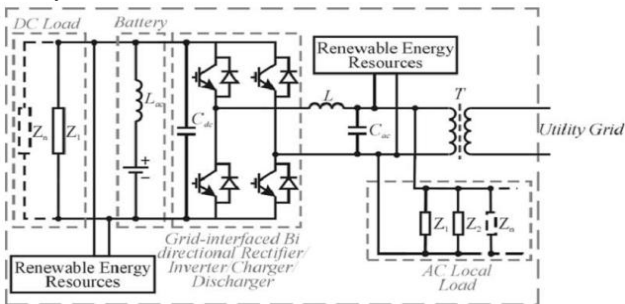 DC Load
Battery
Renewable Energy
Resources
T
L
Zn
Z1
Cdc
Cac
Utility Grid
+
−
Z1
Z2
Zn
Grid-interfaced Bi
directional Rectifier/
Inverter Charger/
Discharger
AC Local
Load
Renewable Energy
Resources